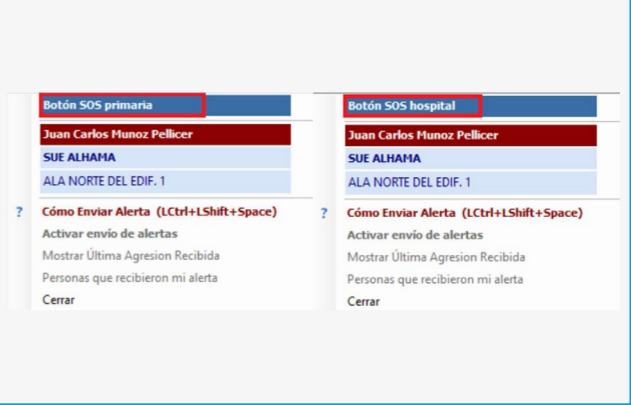 Botón SOS primaria
Juan Carlos Munoz Pellicer
SUE ALHAMA
ALA NORTE DEL EDIF. 1
? Cómo Enviar Alerta (LCtrl+LShift+Space)
Activar envío de alertas
Mostrar Última Agresion Recibida
Personas que recibieron mi alerta
Cerrar
Botón SOS hospital
Juan Carlos Munoz Pellicer
SUE ALHAMA
ALA NORTE DEL EDIF. 1
? Cómo Enviar Alerta (LCtrl+LShift+Space)
Activar envío de alertas
Mostrar Última Agresion Recibida
Personas que recibieron mi alerta
Cerrar